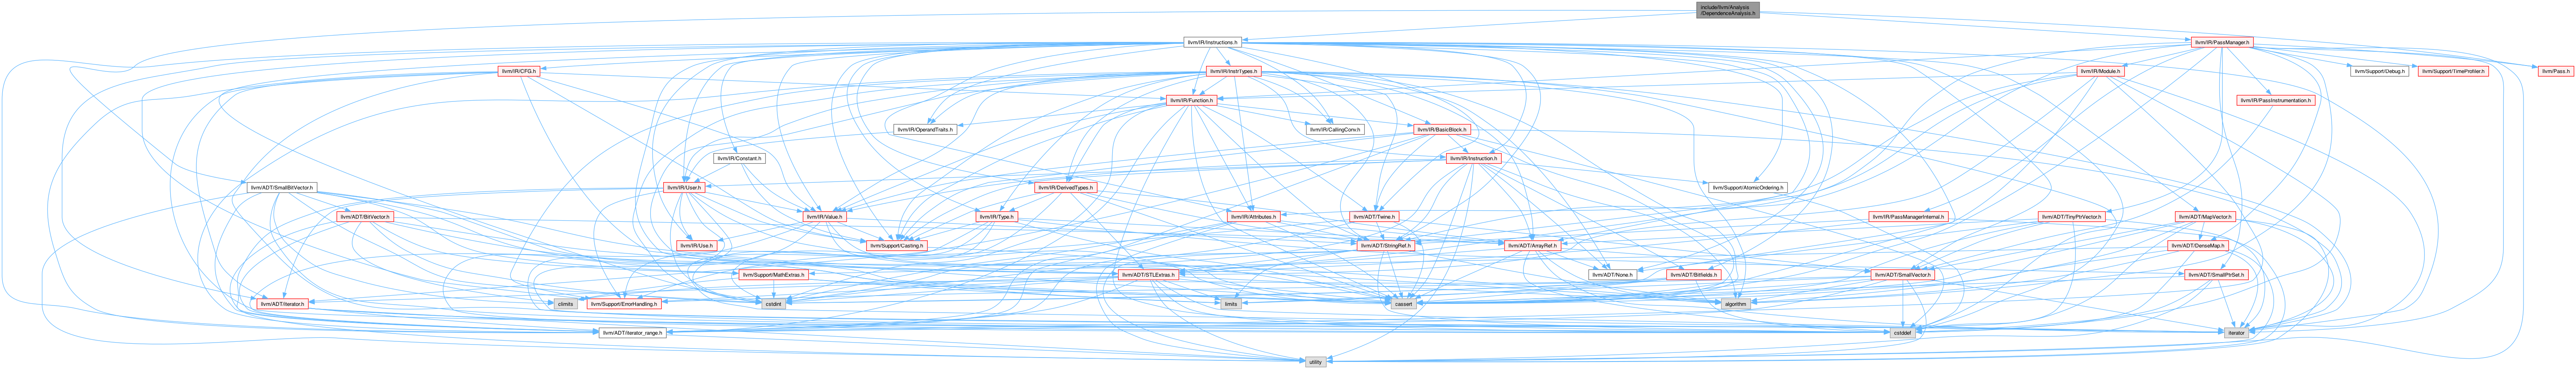 include/llvm/Analysis
/DependenceAnalysis.h
llvm/IR/Instructions.h
llvm/IR/PassManager.h
llvm/IR/CFG.h
llvm/IR/InstrTypes.h
llvm/IR/Module.h
llvm/Support/Debug.h
llvm/Support/TimeProfiler.h
llvm/Pass.h
llvm/IR/Function.h
llvm/IR/PassInstrumentation.h
llvm/IR/OperandTraits.h
llvm/IR/CallingConv.h
llvm/IR/BasicBlock.h
llvm/IR/Constant.h
llvm/IR/Instruction.h
llvm/ADT/SmallBitVector.h
llvm/IR/User.h
llvm/IR/DerivedTypes.h
llvm/Support/AtomicOrdering.h
llvm/ADT/BitVector.h
llvm/IR/Value.h
llvm/IR/Type.h
llvm/IR/Attributes.h
llvm/ADT/Twine.h
llvm/IR/PassManagerInternal.h
llvm/ADT/TinyPtrVector.h
llvm/ADT/MapVector.h
llvm/IR/Use.h
llvm/Support/Casting.h
llvm/ADT/StringRef.h
llvm/ADT/ArrayRef.h
llvm/ADT/DenseMap.h
llvm/Support/MathExtras.h
llvm/ADT/STLExtras.h
llvm/ADT/None.h
llvm/ADT/Bitfields.h
llvm/ADT/SmallVector.h
llvm/ADT/SmallPtrSet.h
llvm/ADT/iterator.h
climits
llvm/Support/ErrorHandling.h
cstdint
limits
cassert
algorithm
llvm/ADT/iterator_range.h
cstddef
iterator
utility